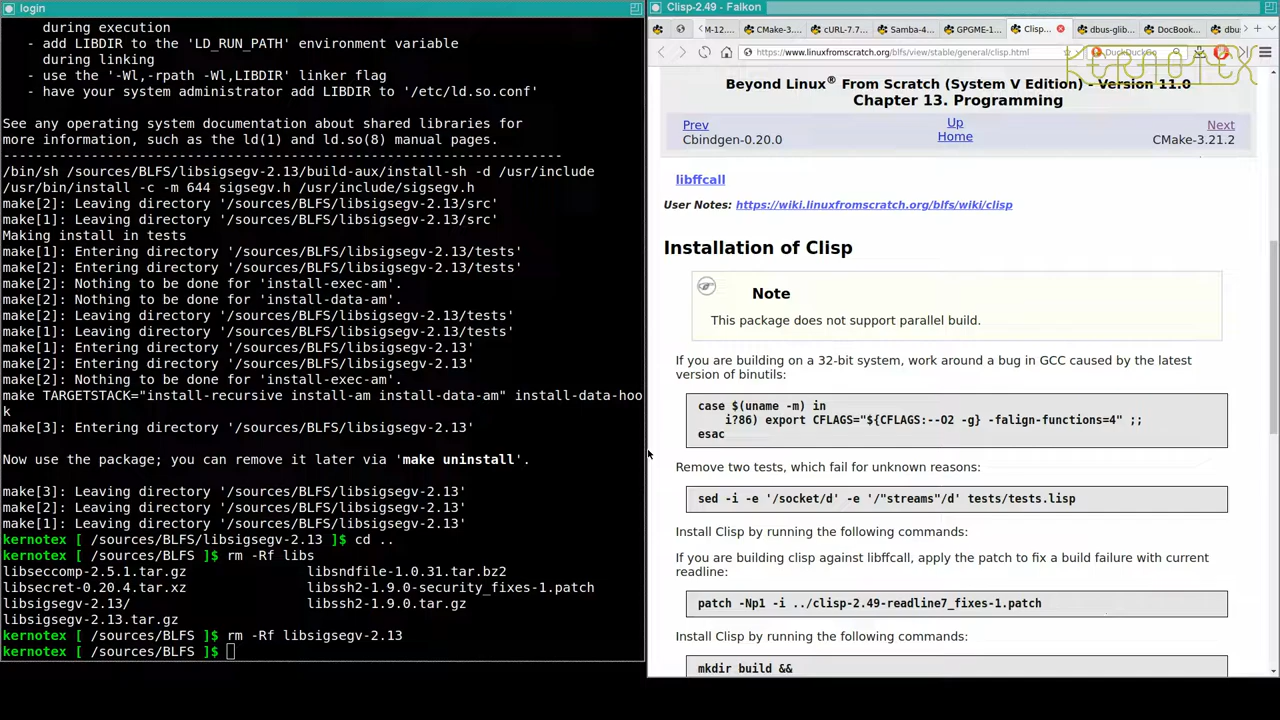 login
during execution
- add LIBDIR to the 'LD_RUN_PATH' environment variable
during linking
- use the '-Wl,-rpath -Wl,LIBDIR' linker flag
- have your system administrator add LIBDIR to '/etc/ld.so.conf'
See any operating system documentation about shared libraries for
more information, such as the ld(1) and ld.so(8) manual pages.
----------------------------------------------------------------------
/bin/sh /sources/BLFS/libsigsegv-2.13/build-aux/install-sh -d /usr/include
/usr/bin/install -c -m 644 sigsegv.h /usr/include/sigsegv.h
make[2]: Leaving directory '/sources/BLFS/libsigsegv-2.13/src'
make[1]: Leaving directory '/sources/BLFS/libsigsegv-2.13/src'
Making install in tests
make[1]: Entering directory '/sources/BLFS/libsigsegv-2.13/tests'
make[2]: Entering directory '/sources/BLFS/libsigsegv-2.13/tests'
make[2]: Nothing to be done for 'install-exec-am'.
make[2]: Nothing to be done for 'install-data-am'.
make[2]: Leaving directory '/sources/BLFS/libsigsegv-2.13/tests'
make[1]: Leaving directory '/sources/BLFS/libsigsegv-2.13/tests'
make[1]: Entering directory '/sources/BLFS/libsigsegv-2.13'
make[2]: Entering directory '/sources/BLFS/libsigsegv-2.13'
make[2]: Nothing to be done for 'install-exec-am'.
make TARGETSTACK="install-recursive install-am install-data-am" install-data-hoo
k
make[3]: Entering directory '/sources/BLFS/libsigsegv-2.13'
Now use the package; you can remove it later via 'make uninstall'.
make[3]: Leaving directory '/sources/BLFS/libsigsegv-2.13'
make[2]: Leaving directory '/sources/BLFS/libsigsegv-2.13'
make[1]: Leaving directory '/sources/BLFS/libsigsegv-2.13'
kernotex [ /sources/BLFS/libsigsegv-2.13 ]$ cd ..
kernotex [ /sources/BLFS ]$ rm -Rf libs
libseccomp-2.5.1.tar.gz libsndfile-1.0.31.tar.bz2
libsecret-0.20.4.tar.xz libssh2-1.9.0-security_fixes-1.patch
libsigsegv-2.13/ libssh2-1.9.0.tar.gz
libsigsegv-2.13.tar.gz
kernotex [ /sources/BLFS ]$ rm -Rf libsigsegv-2.13
kernotex [ /sources/BLFS ]$
Clisp-2.49 - Falkon
M-12.... CMake-3... cURL-7.7... Samba-4... GPGME-1... Clisp... dbus-glib... DocBook... dbu
https://www.linuxfromscratch.org/blfs/view/stable/general/clisp.html DuckDuckGo
KERNOTEX
Beyond Linux® From Scratch (System V Edition) - Version 11.0
Chapter 13. Programming
Prev Up Next
Cbindgen-0.20.0 Home CMake-3.21.2
libffcall
User Notes: https://wiki.linuxfromscratch.org/blfs/wiki/clisp
Installation of Clisp
Note
This package does not support parallel build.
If you are building on a 32-bit system, work around a bug in GCC caused by the latest
version of binutils:
case $(uname -m) in
i?86) export CFLAGS="${CFLAGS:--O2 -g} -falign-functions=4" ;;
esac
Remove two tests, which fail for unknown reasons:
sed -i -e '/socket/d' -e '/"streams"/d' tests/tests.lisp
Install Clisp by running the following commands:
If you are building clisp against libffcall, apply the patch to fix a build failure with current
readline:
patch -Np1 -i ../clisp-2.49-readline7_fixes-1.patch
Install Clisp by running the following commands:
mkdir build &&